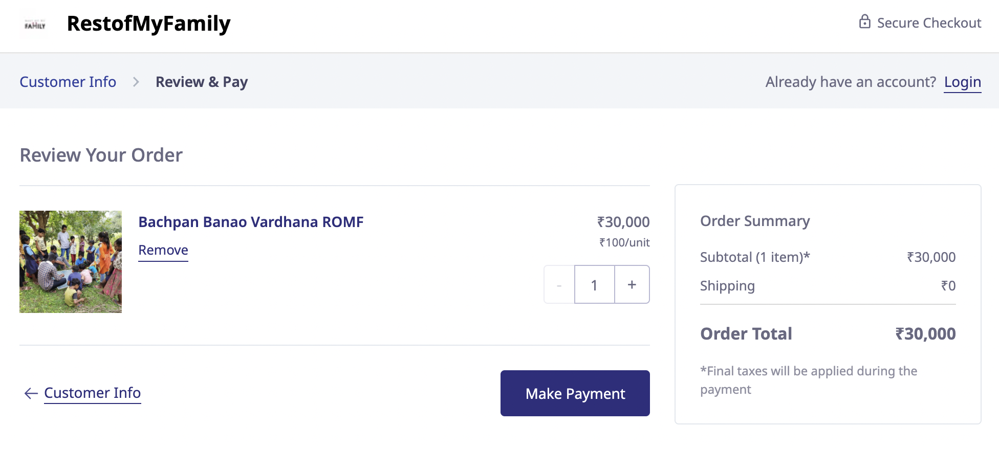 FAMILY
RestofMyFamily
Secure Checkout
Customer Info > Review & Pay
Already have an account? Login
Review Your Order
Bachpan Banao Vardhana ROMF
Remove
₹30,000
₹100/unit
- 1 +
← Customer Info
Make Payment
Order Summary
Subtotal (1 item)* ₹30,000
Shipping ₹0
Order Total ₹30,000
*Final taxes will be applied during the
payment